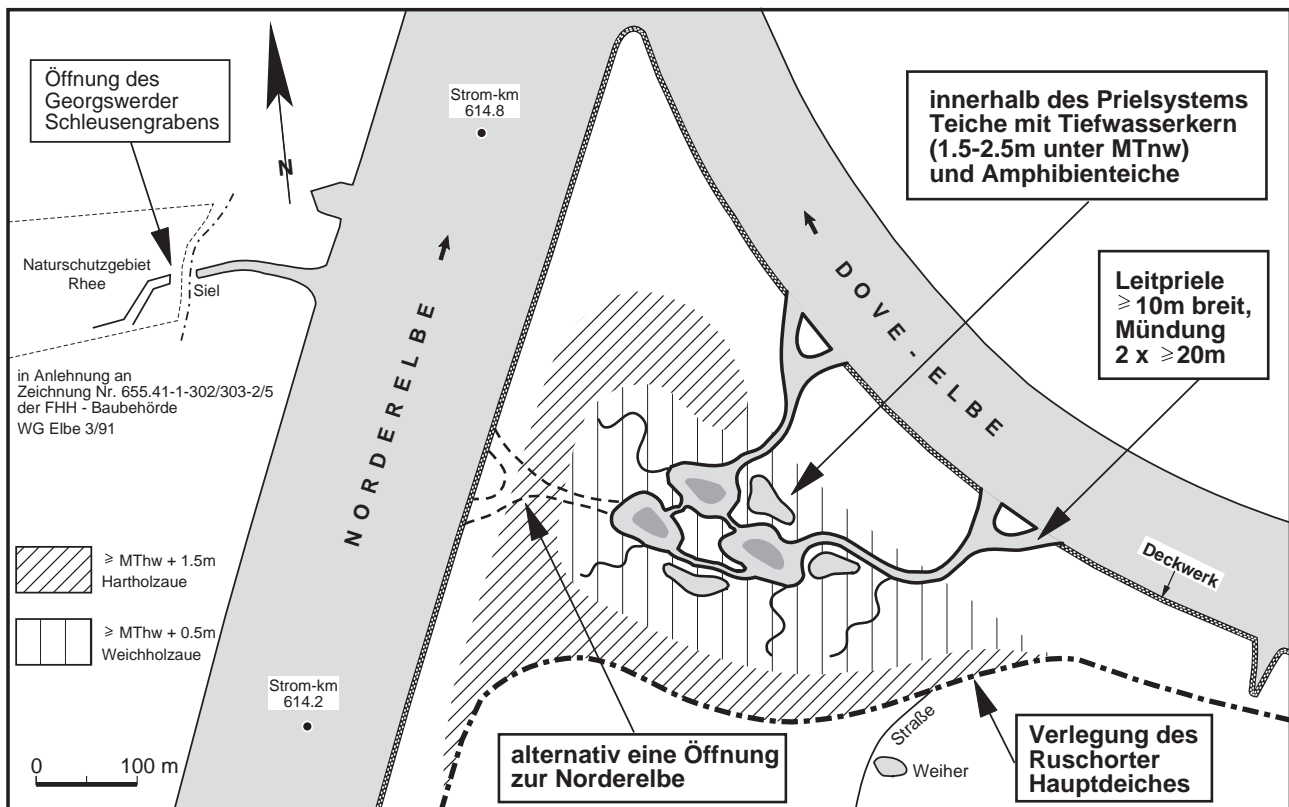 Öffnung des
Georgswerder
Schleusengrabens
N
Strom-km
614.8
innerhalb des Prielsystems
Teiche mit Tiefwasserkern
(1.5-2.5m unter MTnw)
und Amphibienteiche
Naturschutzgebiet
Rhee
Siel
Leitpriele
≥10m breit,
Mündung
2 x ≥20m
DOVE-ELBE
NORDERELBE
in Anlehnung an
Zeichnung Nr. 655.41-1-302/303-2/5
der FHH - Baubehörde
WG Elbe 3/91
≥ MThw + 1.5m
Hartholzaue
≥ MThw + 0.5m
Weichholzaue
Deckwerk
Strom-km
614.2
0 100 m
alternativ eine Öffnung
zur Norderelbe
Straße
Weiher
Verlegung des
Ruschorter
Hauptdeiches